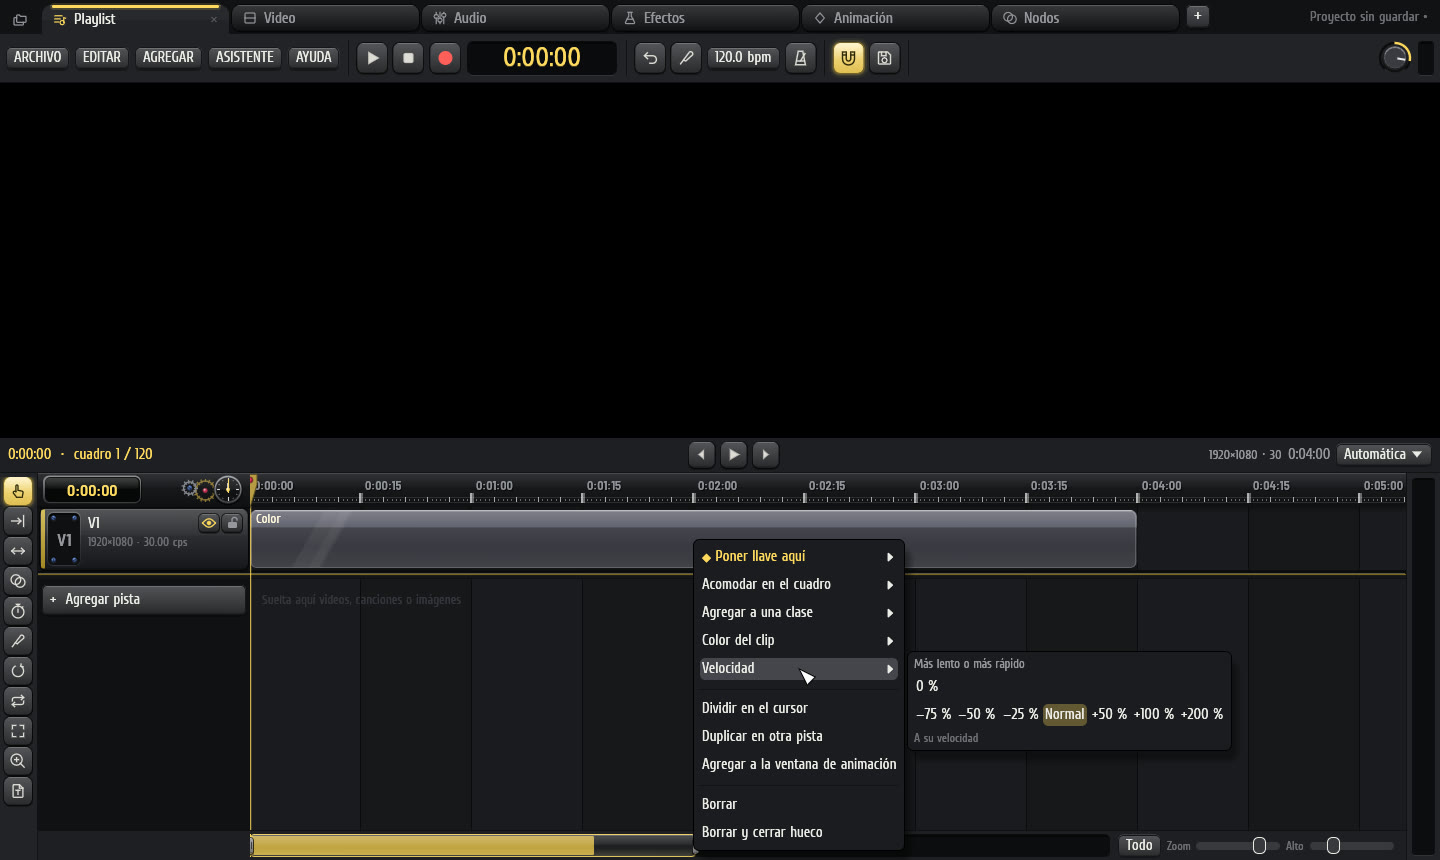 Playlist
Video
Audio
Efectos
Animación
Nodos
+
Proyecto sin guardar •
ARCHIVO
EDITAR
AGREGAR
ASISTENTE
AYUDA
0:00:00
120.0 bpm
0:00:00 · cuadro 1 / 120
1920×1080 · 30 0:04:00
Automática
0:00:00
0:00:00 0:00:15 0:01:00 0:01:15 0:02:00 0:02:15 0:03:00 0:03:15 0:04:00 0:04:15 0:05:00
V1
V1
1920×1080 · 30.00 cps
Color
+ Agregar pista
Suelta aquí videos, canciones o imágenes
Poner llave aquí
Acomodar en el cuadro
Agregar a una clase
Color del clip
Velocidad
Dividir en el cursor
Duplicar en otra pista
Agregar a la ventana de animación
Borrar
Borrar y cerrar hueco
Más lento o más rápido
0 %
−75 % −50 % −25 % Normal +50 % +100 % +200 %
A su velocidad
Todo
Zoom
Alto